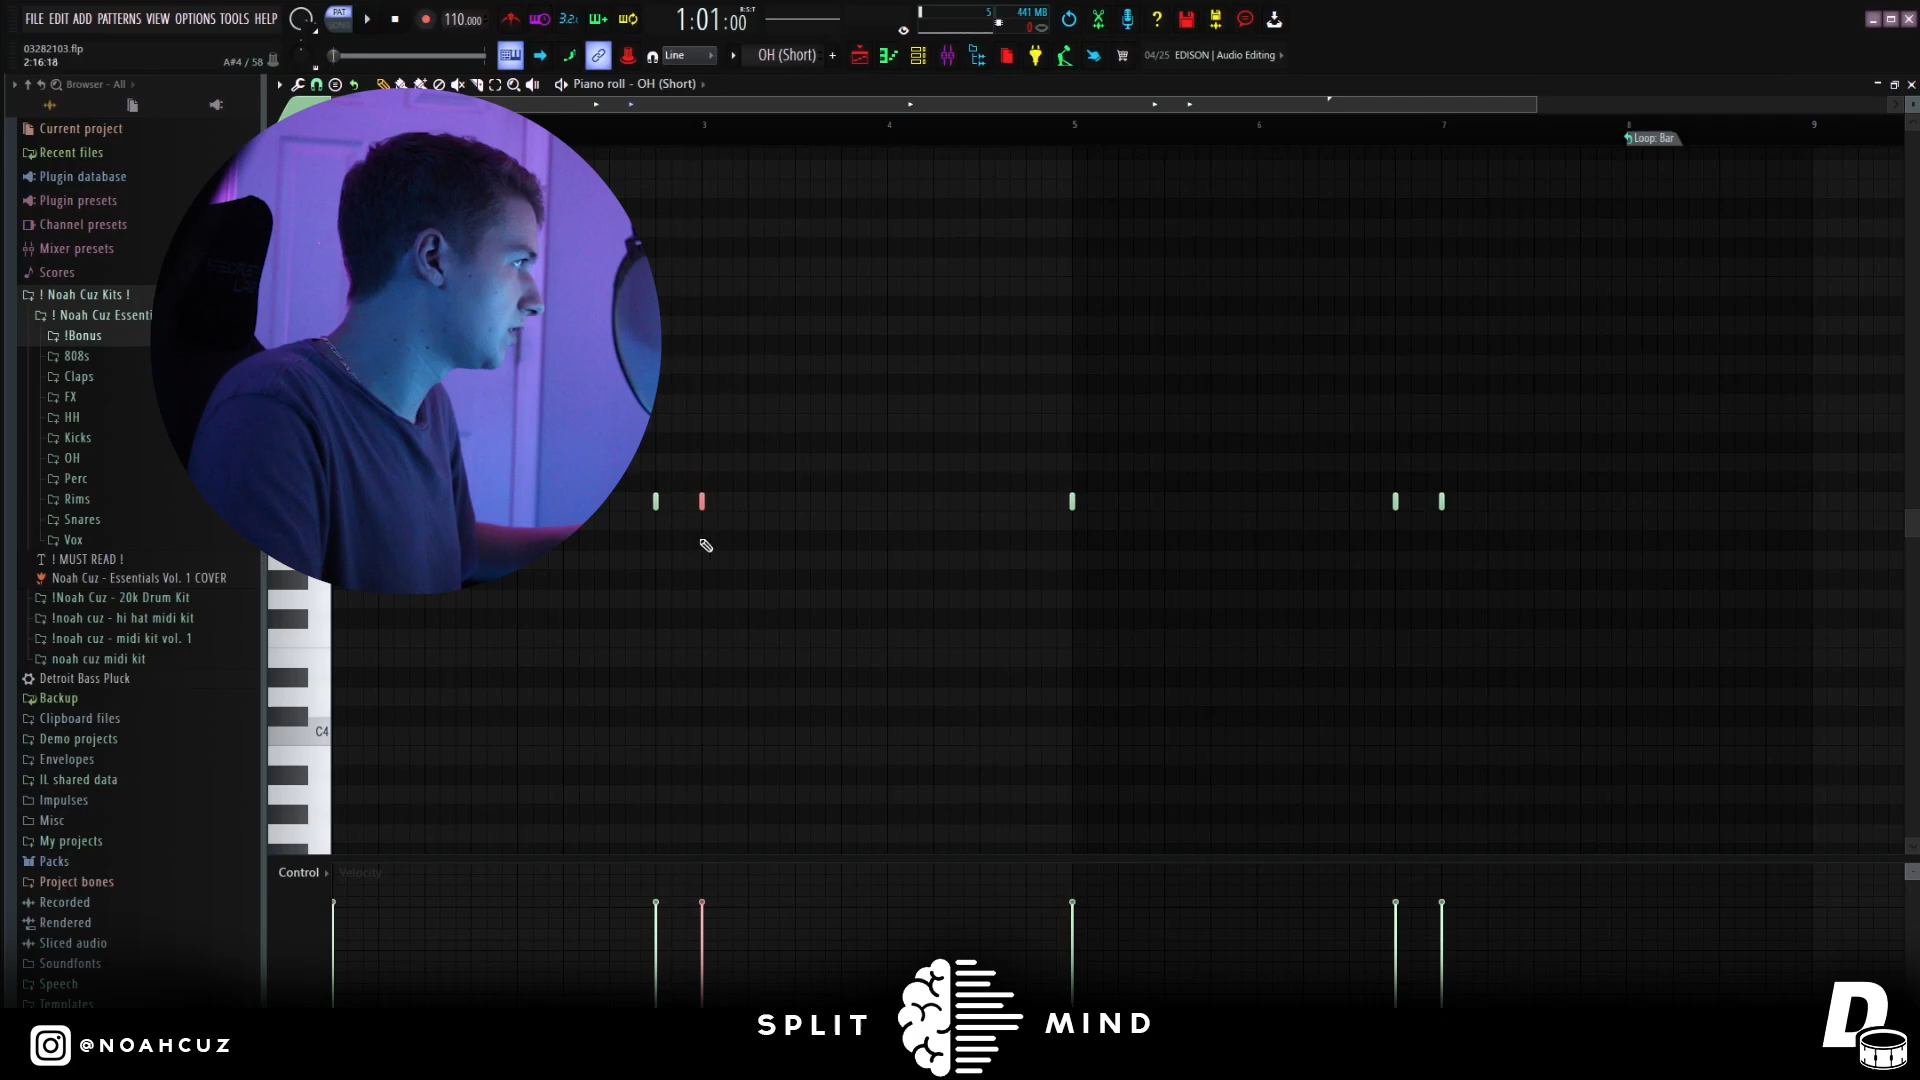 FILE EDIT ADD PATTERNS VIEW OPTIONS TOOLS HELP
PAT
SONG
110.000
3.2.
1:01:00
B:S:T
5
441 MB
0
03282103.flp
2:16:18
A#4 / 58
Line
OH (Short)
04/25 EDISON | Audio Editing
Browser - All
Piano roll - OH (Short)
3
4
5
6
7
8
9
Loop: Bar
Current project
Recent files
Plugin database
Plugin presets
Channel presets
Mixer presets
Scores
! Noah Cuz Kits !
! Noah Cuz Essenti
!Bonus
808s
Claps
FX
HH
Kicks
OH
Perc
Rims
Snares
Vox
! MUST READ !
Noah Cuz - Essentials Vol. 1 COVER
!Noah Cuz - 20k Drum Kit
!noah cuz - hi hat midi kit
!noah cuz - midi kit vol. 1
noah cuz midi kit
Detroit Bass Pluck
Backup
Clipboard files
Demo projects
Envelopes
IL shared data
Impulses
Misc
My projects
Packs
Project bones
Recorded
Rendered
Sliced audio
Soundfonts
Speech
Templates
C4
Control
Velocity
@NOAHCUZ
SPLIT MIND
D